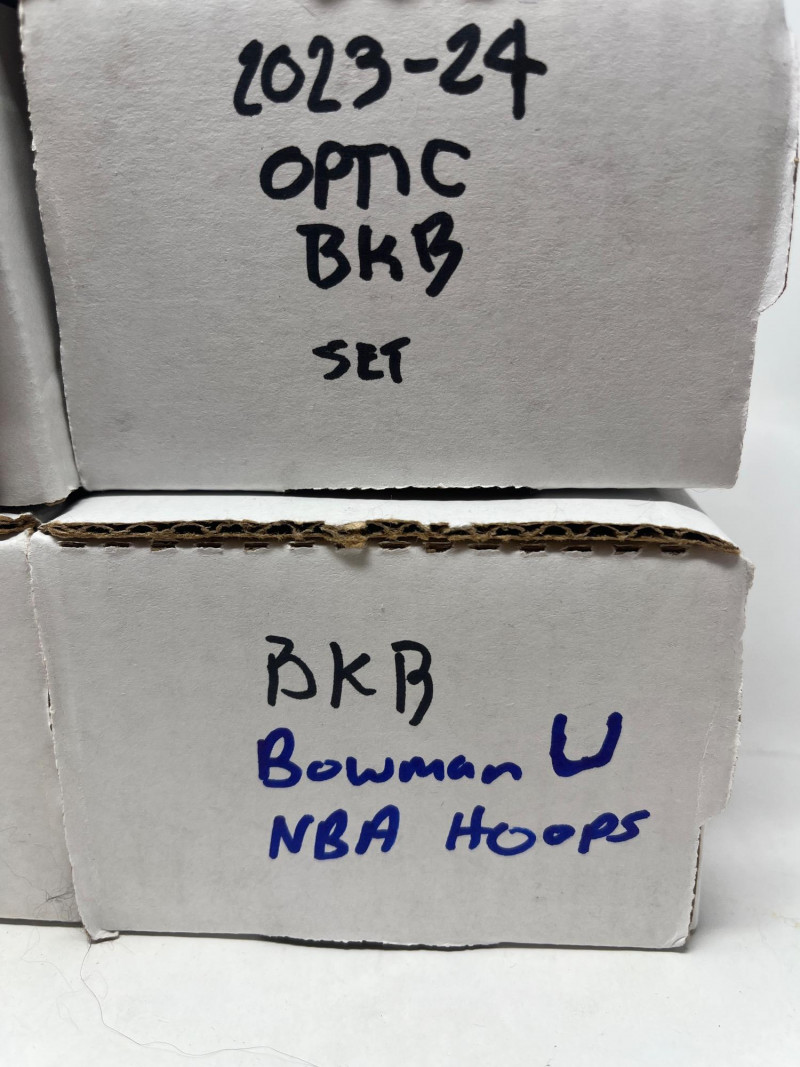 2023-24
OPTIC
BKB
SET
BKB
Bowman U
NBA Hoops